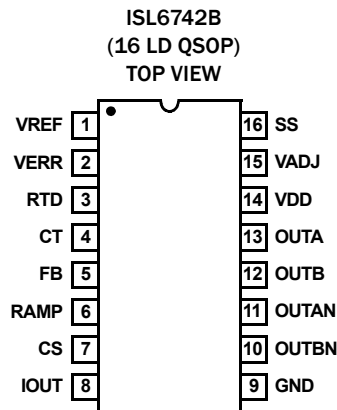 ISL6742B
(16 LD QSOP)
TOP VIEW
VREF 1 16 SS
VERR 2 15 VADJ
RTD 3 14 VDD
CT 4 13 OUTA
FB 5 12 OUTB
RAMP 6 11 OUTAN
CS 7 10 OUTBN
IOUT 8 9 GND